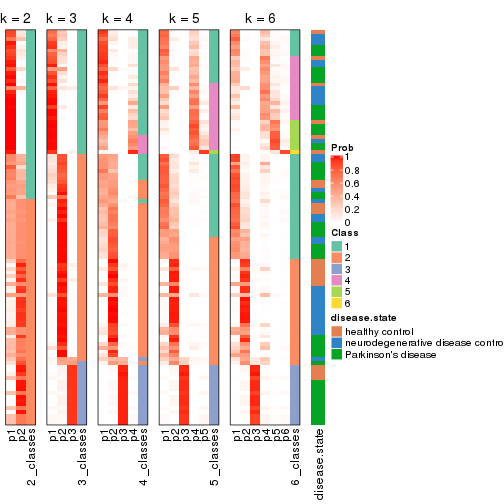 k = 2 k = 3 k = 4 k = 5 k = 6
Prob
1
0.8
0.6
0.4
0.2
0
Class
1
2
3
4
5
6
disease.state
healthy control
neurodegenerative disease contro
Parkinson's disease
p1 p2 2_classes p1 p2 p3 3_classes p1 p2 p3 p4 4_classes p1 p2 p3 p4 p5 5_classes p1 p2 p3 p4 p5 p6 6_classes disease.state